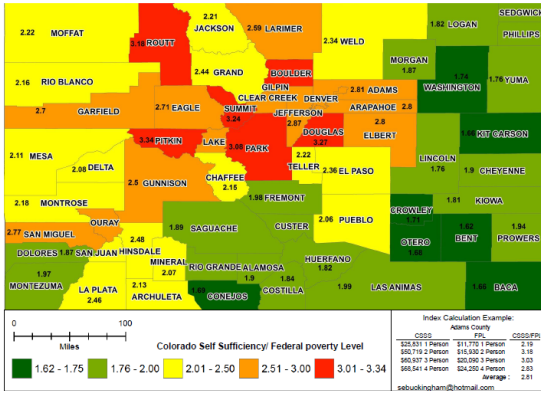 SEDGWICK
2.21
JACKSON
2.59 LARIMER
1.82 LOGAN
2.22
MOFFAT
3.18
ROUTT
2.34 WELD
PHILLIPS
MORGAN
1.87
2.16
RIO BLANCO
2.44 GRAND
BOULDER
1.74
WASHINGTON
1.76 YUMA
GILPIN
CLEAR CREEK
DENVER
2.81 ADAMS
2.7
GARFIELD
2.71 EAGLE
SUMMIT
3.24
JEFFERSON
2.87
ARAPAHOE 2.8
DOUGLAS
3.27
2.8
ELBERT
KIT CARSON
3.34
PITKIN
LAKE
3.08 PARK
2.11
MESA
2.08 DELTA
2.22
TELLER
2.36 EL PASO
LINCOLN
1.76
1.9 CHEYENNE
2.5
GUNNISON
CHAFFEE
2.15
2.18
MONTROSE
1.98 FREMONT
1.81 KIOWA
OURAY
2.77
SAN MIGUEL
1.89
SAGUACHE
CUSTER
2.06 PUEBLO
CROWLEY
1.71
1.62
BENT
1.94
PROWERS
2.48
HINSDALE
OTERO
DOLORES 1.87 SAN JUAN
MINERAL
2.07
HUERFANO
1.82
1.97
MONTEZUMA
RIO GRANDE ALAMOSA
1.9
LA PLATA
2.46
2.13
ARCHULETA
CONEJOS
1.84
COSTILLA
1.99 LAS ANIMAS
1.66 BACA
0 100
Miles
Colorado Self Sufficiency/ Federal poverty Level
1.62 - 1.75
1.76 - 2.00
2.01 - 2.50
2.51 - 3.00
3.01 - 3.34
Index Calculation Example:
Adams County
CSSS FPL CSSS/FPL
$25,831 1 Person $11,770 1 Person 2.19
$50,719 2 Person $15,930 2 Person 3.18
$60,937 3 Person $20,090 3 Person 3.03
$68,541 4 Person $24,250 4 Person 2.83
Average : 2.81
sebuckingham@hotmail.com